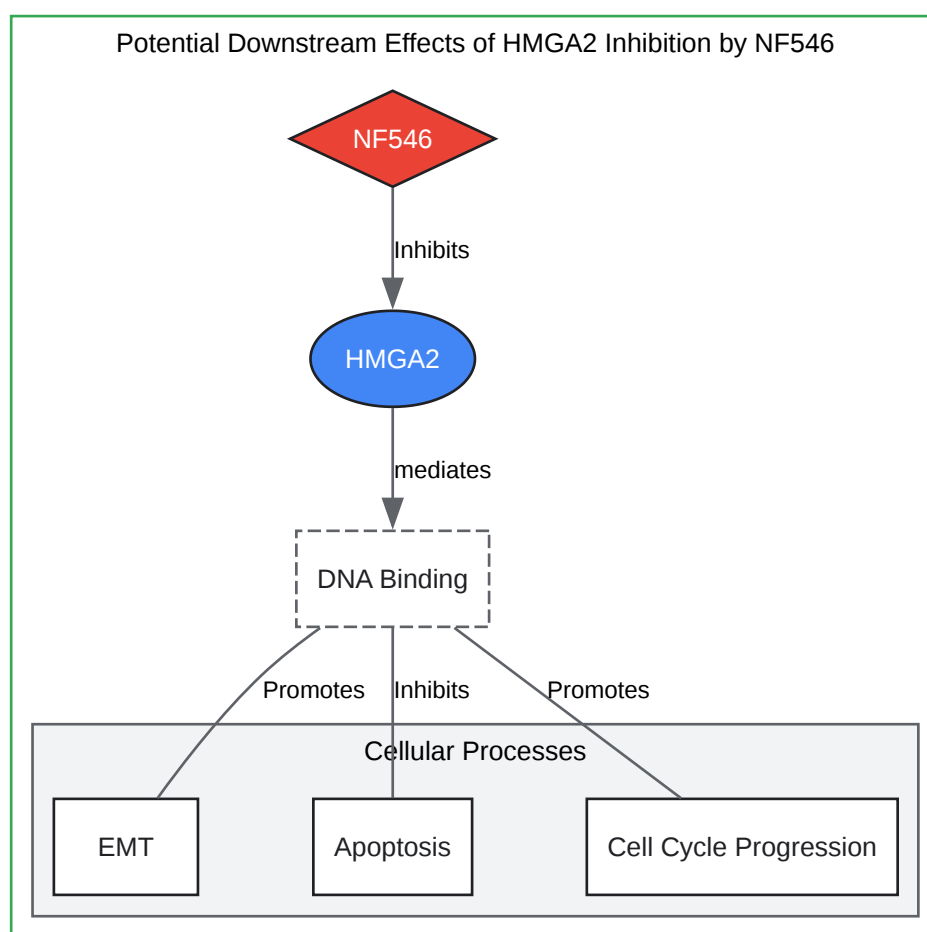 Potential Downstream Effects of HMGA2 Inhibition by NF546
NF546
Inhibits
HMGA2
mediates
DNA Binding
Promotes
Inhibits
Promotes
Cellular Processes
EMT
Apoptosis
Cell Cycle Progression